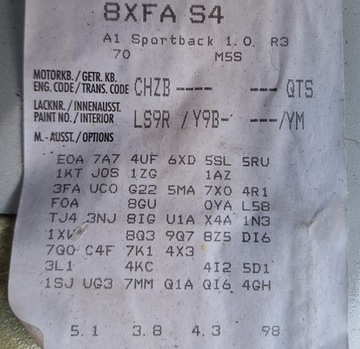 8XFA S4
A1 Sportback 1.0 R3
70 M5S
MOTORKB. / GETR. KB.
ENG. CODE / TRANS. CODE CHZB ---- --- QTS
LACKNR. / INNENAUSST.
PAINT NO. / INTERIOR LS9R /Y9B- ---/YM
M.-AUSST. / OPTIONS
E0A 7A7 4UF 6XD 5SL 5RU
1KT J0S 1ZG 1AZ
3FA UC0 G22 5MA 7X0 4R1
F0A 8GU 0YA L58
TJ4 3NJ 8IG U1A X4A 1N3
1XW 8Q3 9Q7 8Z5 DI6
7G0 C4F 7K1 4X3
3L1 4KC 4I2 5D1
1SJ UG3 7MM Q1A QI6 4GH
5.1 3.8 4.3 98